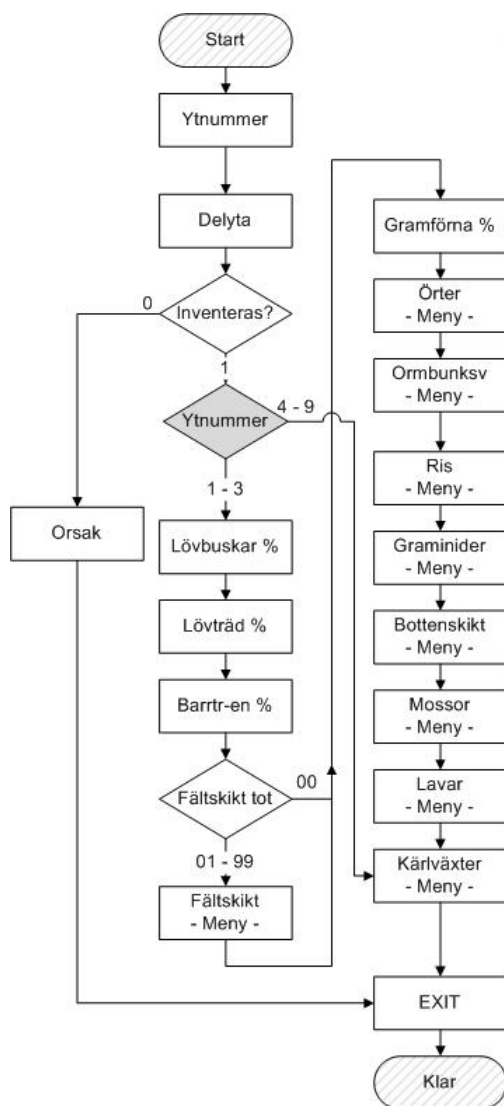 Start
Ytnummer
Delyta
Inventeras?
0
1
Ytnummer
4 - 9
1 - 3
Orsak
Lövbuskar %
Lövträd %
Barrtr-en %
Fältskikt tot
00
01 - 99
Fältskikt
- Meny -
Gramförna %
Örter
- Meny -
Ormbunksv
- Meny -
Ris
- Meny -
Graminider
- Meny -
Bottenskikt
- Meny -
Mossor
- Meny -
Lavar
- Meny -
Kärlväxter
- Meny -
EXIT
Klar